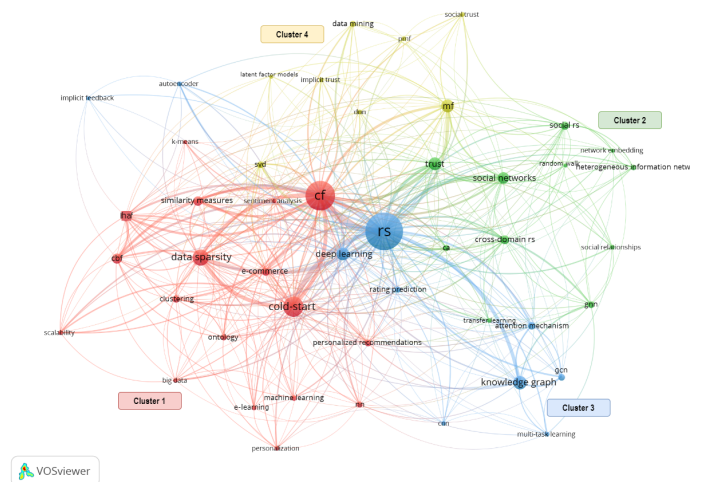 social trust
data mining
Cluster 4
pmf
latent factor models
implicit trust
autoencoder
implicit feedback
mf
dnn
Cluster 2
social rs
k-means
network embedding
svd
trust
random walk
heterogeneous information netw
social networks
cf
similarity measures
sentiment analysis
har
rs
cross-domain rs
ca
social relationships
cbf
data sparsity
deep learning
e-commerce
rating prediction
clustering
cold-start
gnn
transfer learning
attention mechanism
scalability
ontology
personalized recommendations
gcn
big data
knowledge graph
Cluster 1
machine learning
e-learning
Cluster 3
multi-task learning
personalization
VOSviewer